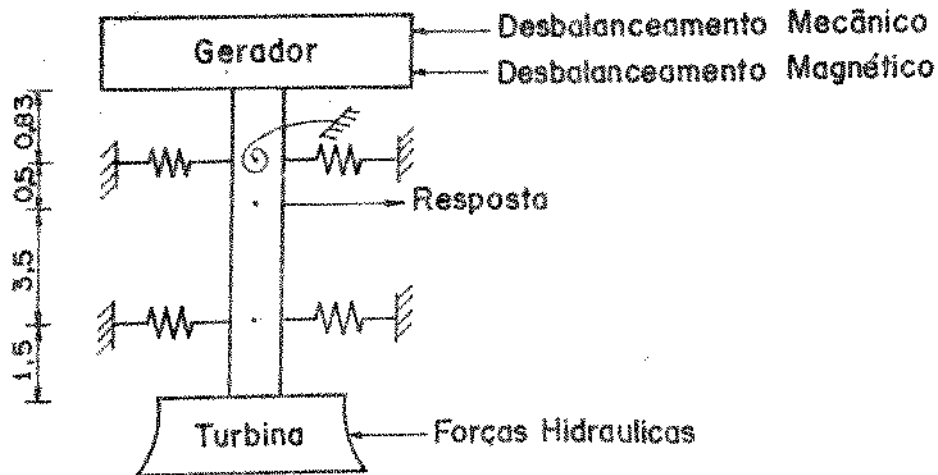 Gerador
Desbalanceamento Mecânico
Desbalanceamento Magnético
0,83
0,5
Resposta
3,5
1,5
Turbina
Forças Hidraulicas